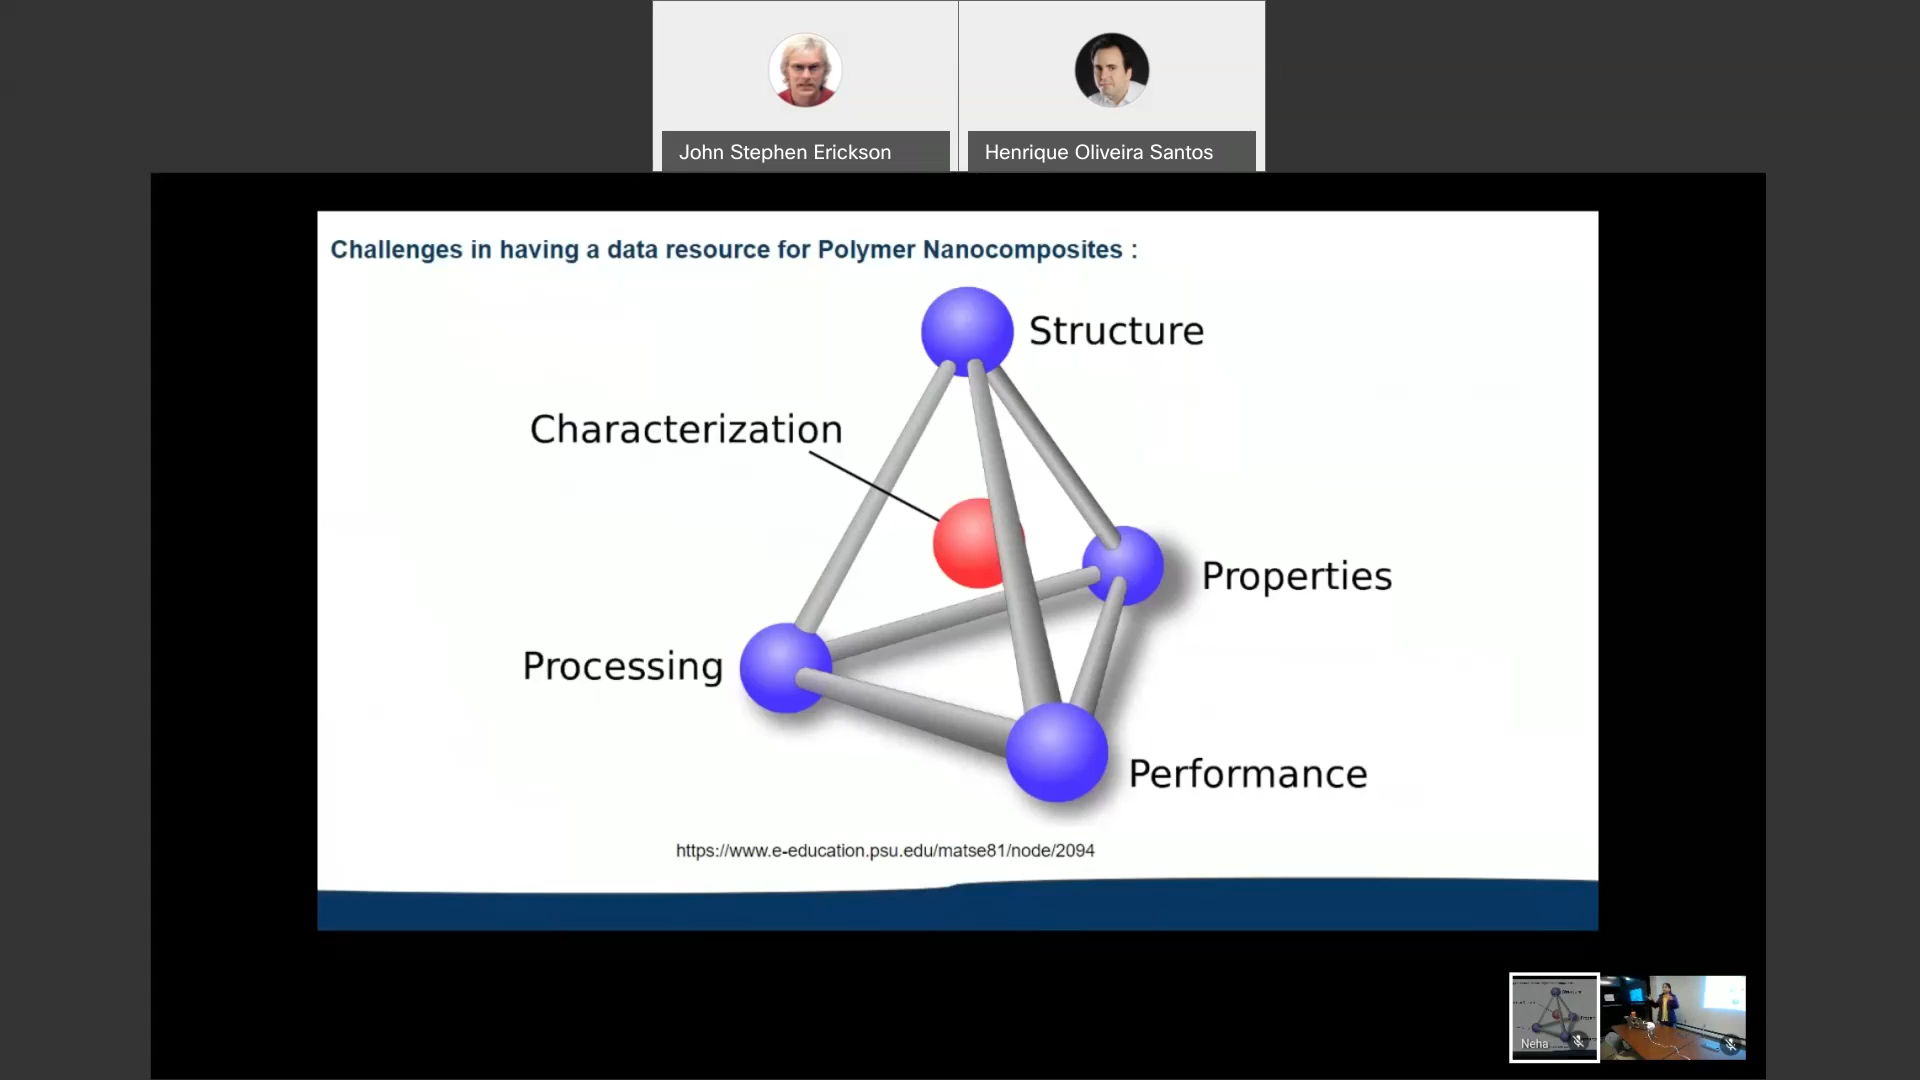 John Stephen Erickson
Henrique Oliveira Santos
Challenges in having a data resource for Polymer Nanocomposites :
Structure
Characterization
Properties
Processing
Performance
https://www.e-education.psu.edu/matse81/node/2094
Neha